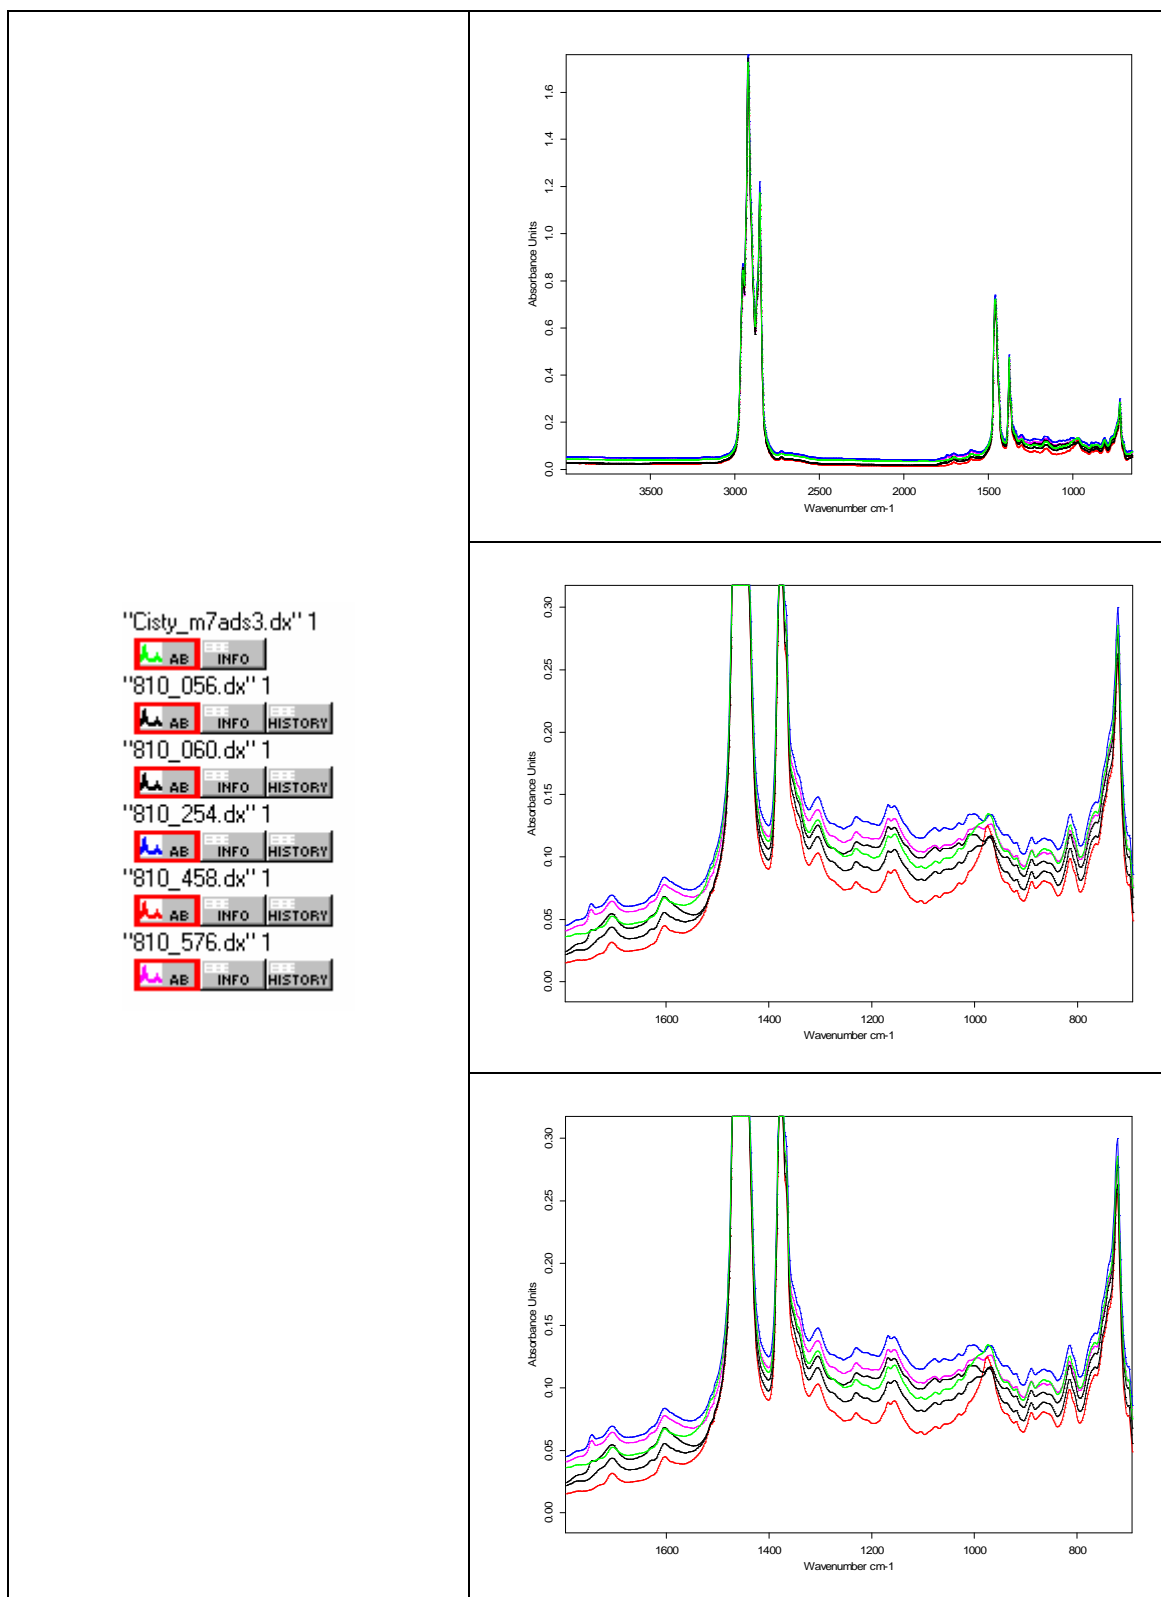 "Cisty_m7ads3.dx" 1
AB INFO
"810_056.dx" 1
AB INFO HISTORY
"810_060.dx" 1
AB INFO HISTORY
"810_254.dx" 1
AB INFO HISTORY
"810_458.dx" 1
AB INFO HISTORY
"810_576.dx" 1
AB INFO HISTORY
Absorbance Units
0.0 0.2 0.4 0.6 0.8 1.0 1.2 1.4 1.6
3500 3000 2500 2000 1500 1000
Wavenumber cm-1
Absorbance Units
0.00 0.05 0.10 0.15 0.20 0.25 0.30
1600 1400 1200 1000 800
Wavenumber cm-1
Absorbance Units
0.00 0.05 0.10 0.15 0.20 0.25 0.30
1600 1400 1200 1000 800
Wavenumber cm-1